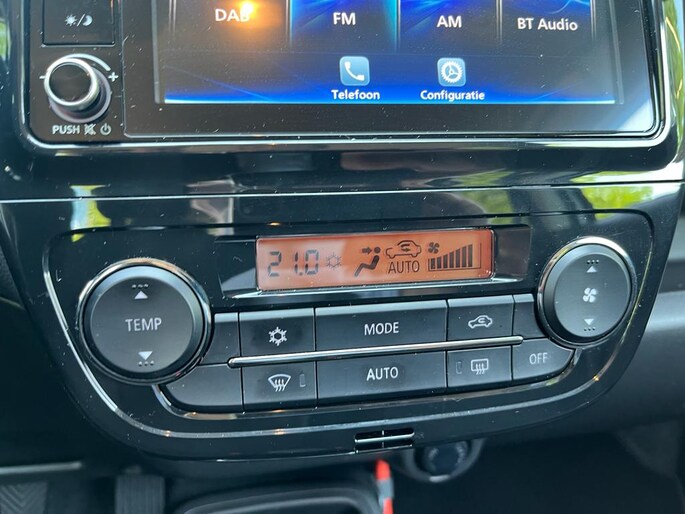 DAB FM AM BT Audio
Telefoon Configuratie
PUSH
21.0 AUTO
TEMP MODE
AUTO OFF